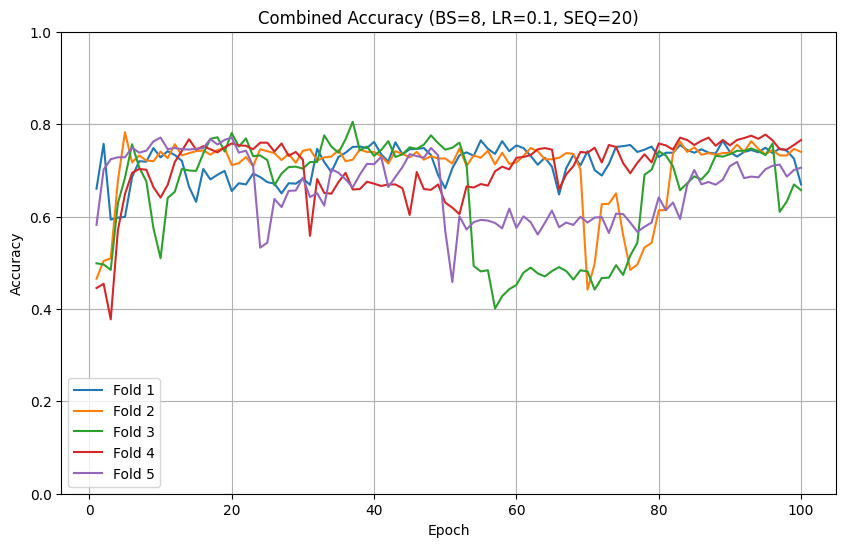 Combined Accuracy (BS=8, LR=0.1, SEQ=20)
1.0
0.8
0.6
0.4
0.2
0.0
Accuracy
Fold 1
Fold 2
Fold 3
Fold 4
Fold 5
0 20 40 60 80 100
Epoch